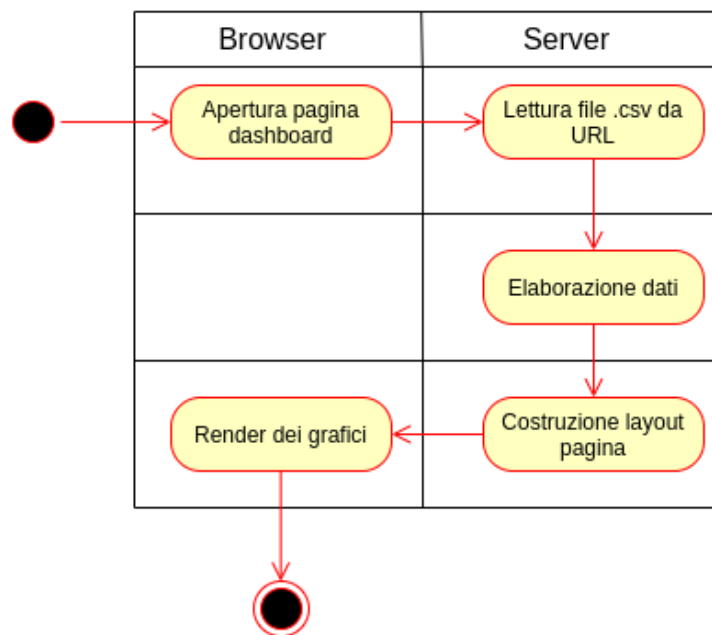 Browser
Server
Apertura pagina
dashboard
Lettura file .csv da
URL
Elaborazione dati
Render dei grafici
Costruzione layout
pagina